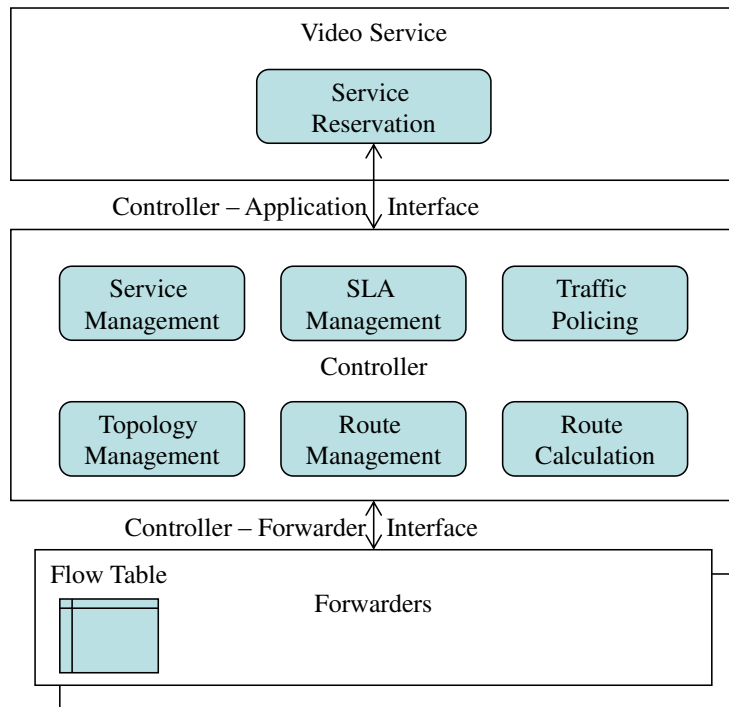 Video Service
Service
Reservation
Controller – Application Interface
Service
Management
SLA
Management
Traffic
Policing
Controller
Topology
Management
Route
Management
Route
Calculation
Controller – Forwarder Interface
Flow Table
Forwarders